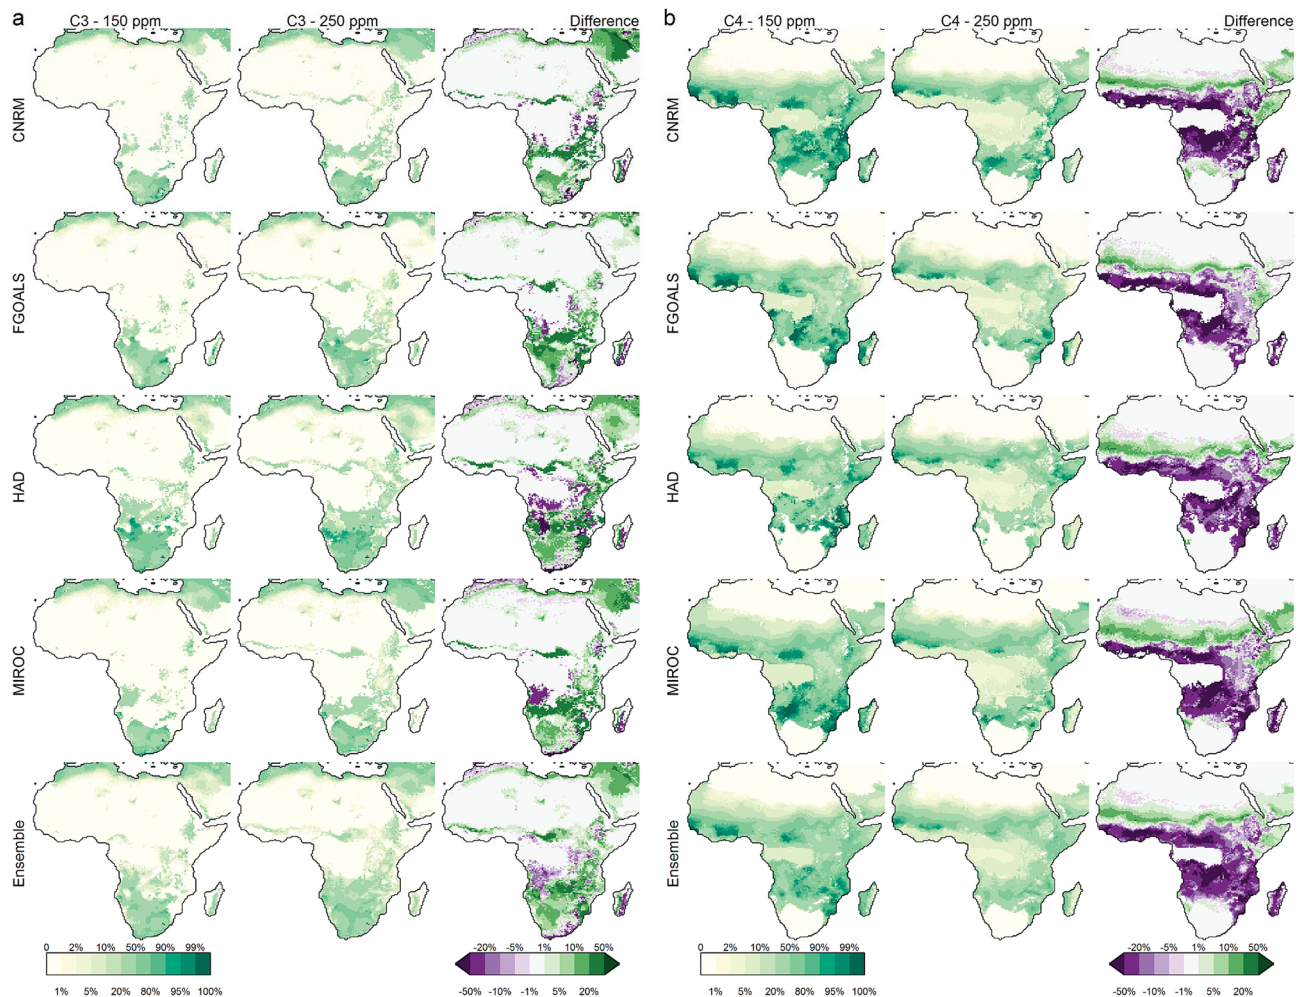 a
C3 - 150 ppm
C3 - 250 ppm
Difference
b
C4 - 150 ppm
C4 - 250 ppm
Difference
CNRM
CNRM
FGOALS
FGOALS
HAD
HAD
MIROC
MIROC
Ensemble
Ensemble
0 2% 10% 50% 90% 99%
1% 5% 20% 80% 95% 100%
-20% -5% 1% 10% 50%
-50% -10% -1% 5% 20%
0 2% 10% 50% 90% 99%
1% 5% 20% 80% 95% 100%
-20% -5% 1% 10% 50%
-50% -10% -1% 5% 20%